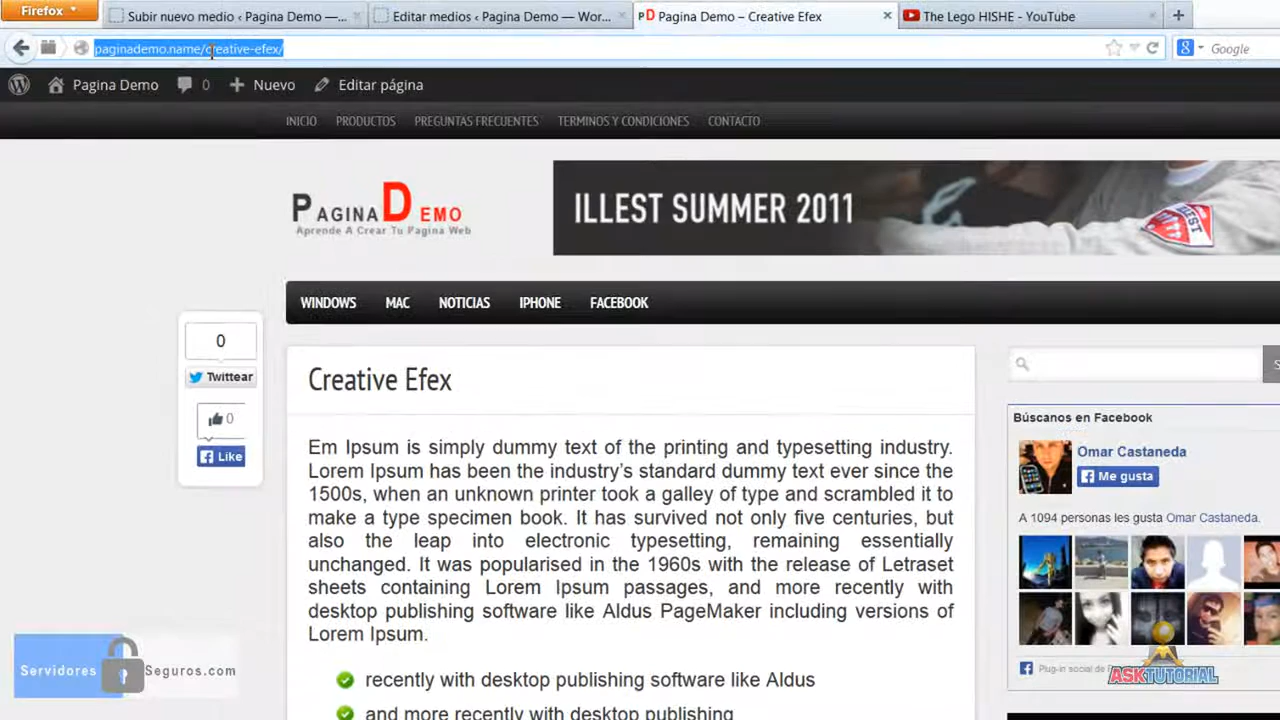 Firefox
Subir nuevo medio ‹ Pagina Demo —...
Editar medios ‹ Pagina Demo — Wor...
Pagina Demo – Creative Efex
The Lego HISHE - YouTube
paginademo.name/creative-efex/
Google
Pagina Demo
0
Nuevo
Editar página
INICIO
PRODUCTOS
PREGUNTAS FRECUENTES
TERMINOS Y CONDICIONES
CONTACTO
PAGINA DEMO
Aprende A Crear Tu Pagina Web
ILLEST SUMMER 2011
ILLEST
WINDOWS
MAC
NOTICIAS
IPHONE
FACEBOOK
0
Twittear
0
Like
Creative Efex
Em Ipsum is simply dummy text of the printing and typesetting industry.
Lorem Ipsum has been the industry’s standard dummy text ever since the
1500s, when an unknown printer took a galley of type and scrambled it to
make a type specimen book. It has survived not only five centuries, but
also the leap into electronic typesetting, remaining essentially
unchanged. It was popularised in the 1960s with the release of Letraset
sheets containing Lorem Ipsum passages, and more recently with
desktop publishing software like Aldus PageMaker including versions of
Lorem Ipsum.
recently with desktop publishing software like Aldus
and more recently with desktop publishing
Búscanos en Facebook
Omar Castaneda
Me gusta
A 1094 personas les gusta Omar Castaneda.
Plug-in social de
ASKTUTORIAL
Servidores Seguros.com